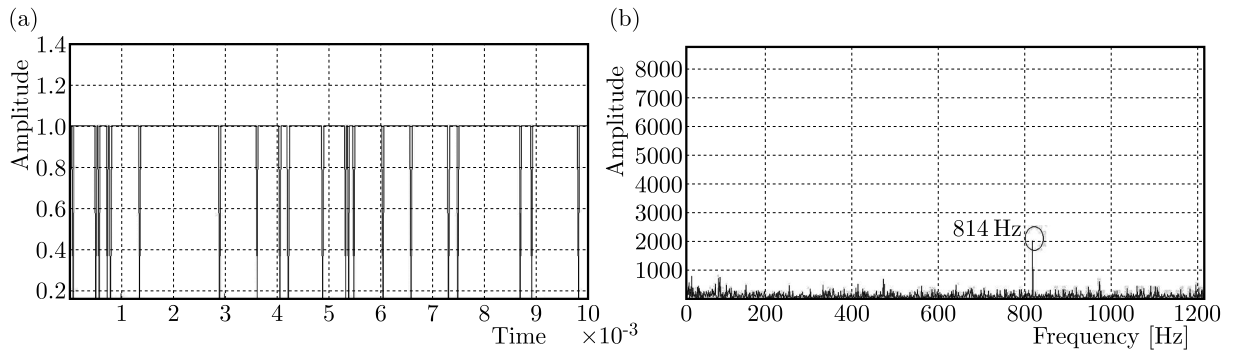 (a)
1.4
1.2
1.0
0.8
0.6
0.4
0.2
Amplitude
1 2 3 4 5 6 7 8 9 10
Time ×10-3
(b)
8000
7000
6000
5000
4000
3000
2000
1000
Amplitude
814 Hz
0 200 400 600 800 1000 1200
Frequency [Hz]